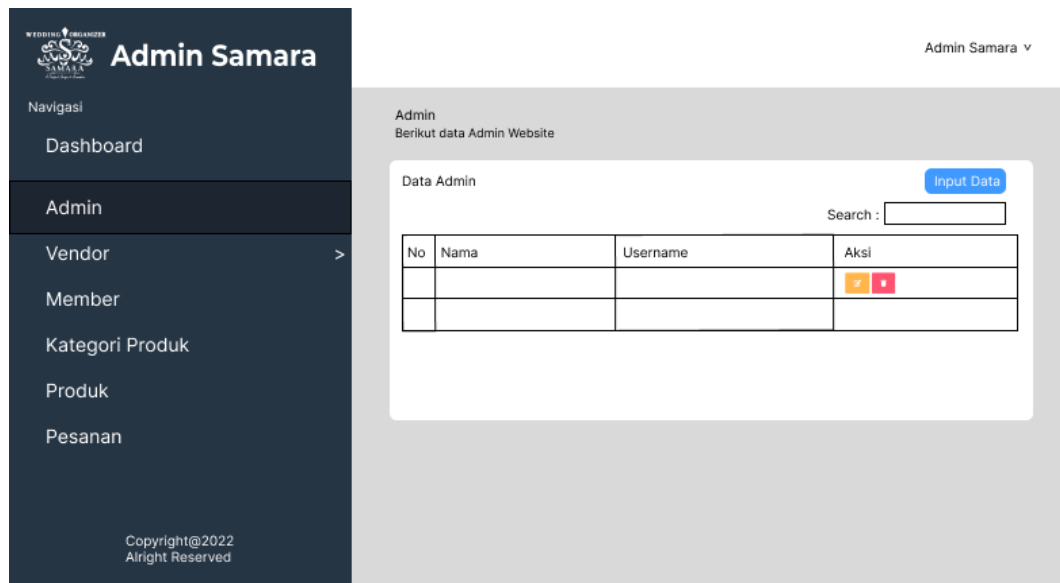 WEDDING ORGANIZER
SAMARA
Admin Samara
Admin Samara v
Navigasi
Dashboard
Admin
Vendor >
Member
Kategori Produk
Produk
Pesanan
Copyright@2022
Alright Reserved
Admin
Berikut data Admin Website
Data Admin
Input Data
Search :
No Nama Username Aksi